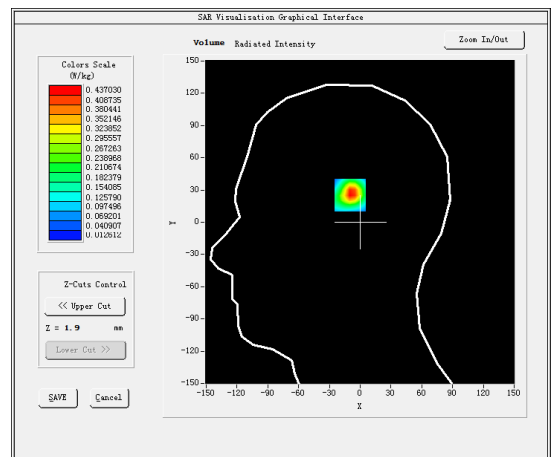 SAR Visualisation Graphical Interface
Volume Radiated Intensity
Zoom In/Out
Colors Scale
(W/kg)
0.437030
0.408735
0.380441
0.352146
0.323852
0.295557
0.267263
0.238968
0.210674
0.182379
0.154085
0.125790
0.097496
0.069201
0.040907
0.012612
Z-Cuts Control
<< Upper Cut
Z = 1.9 mm
Lower Cut >>
SAVE
Cancel
150
120
90
60
30
0
-30
-60
-90
-120
-150
Y
-150 -120 -90 -60 -30 0 30 60 90 120 150
X